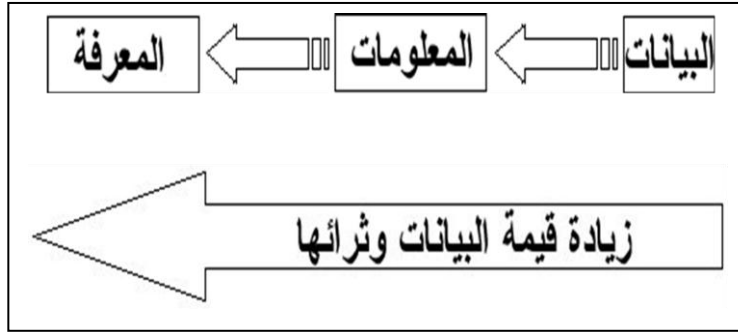 البيانات المعلومات المعرفة
زيادة قيمة البيانات وثرائها